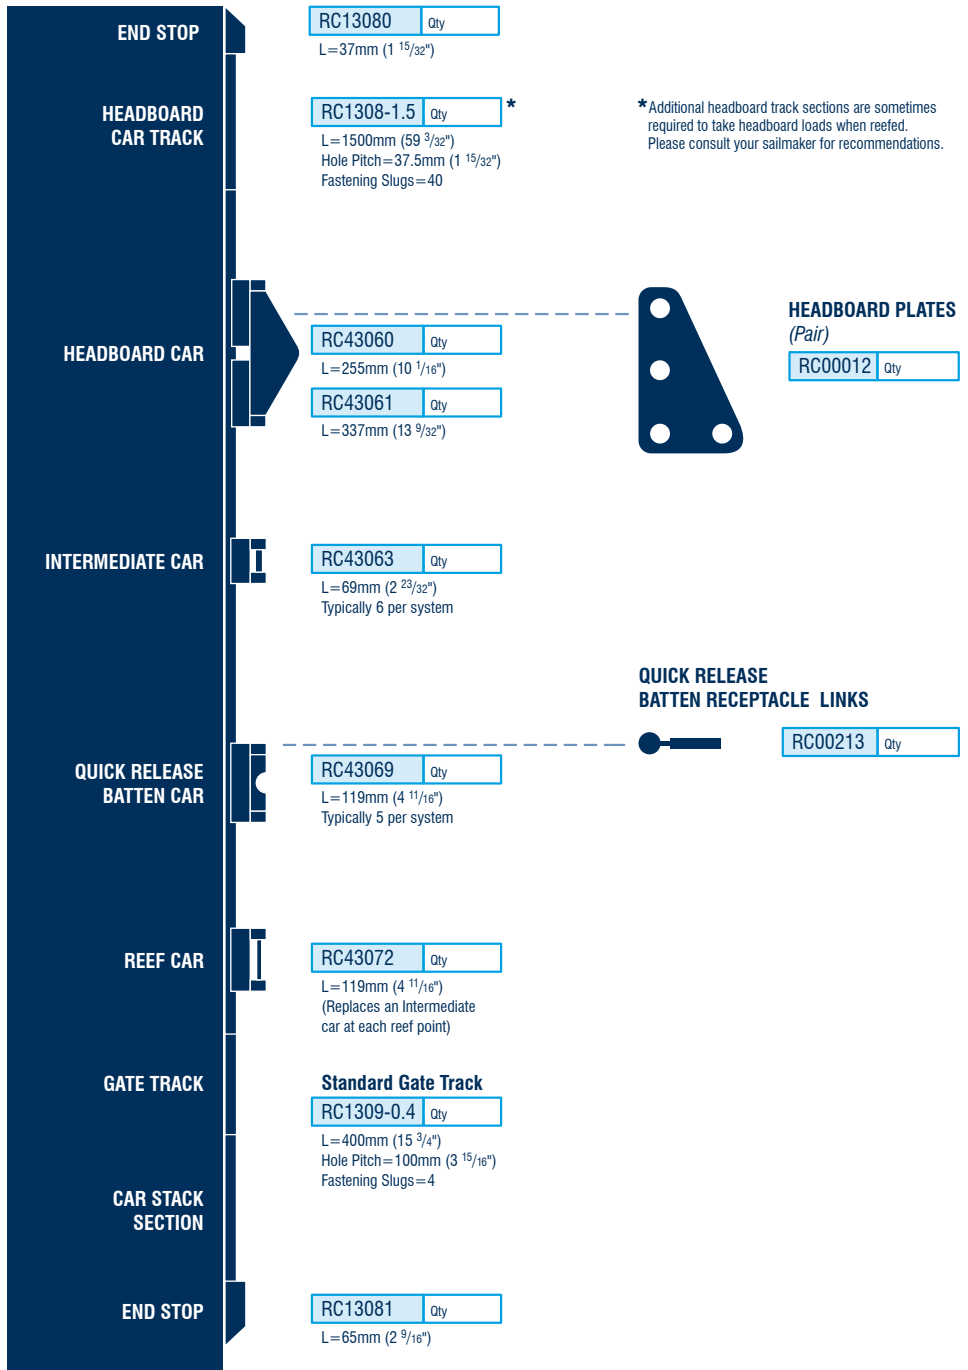 END STOP
RC13080 Qty
L=37mm (1 15/32")
HEADBOARD
CAR TRACK
RC1308-1.5 Qty *
L=1500mm (59 3/32")
Hole Pitch=37.5mm (1 15/32")
Fastening Slugs=40
*Additional headboard track sections are sometimes
required to take headboard loads when reefed.
Please consult your sailmaker for recommendations.
HEADBOARD CAR
RC43060 Qty
L=255mm (10 1/16")
RC43061 Qty
L=337mm (13 9/32")
HEADBOARD PLATES
(Pair)
RC00012 Qty
INTERMEDIATE CAR
RC43063 Qty
L=69mm (2 23/32")
Typically 6 per system
QUICK RELEASE
BATTEN RECEPTACLE LINKS
RC00213 Qty
QUICK RELEASE
BATTEN CAR
RC43069 Qty
L=119mm (4 11/16")
Typically 5 per system
REEF CAR
RC43072 Qty
L=119mm (4 11/16")
(Replaces an Intermediate
car at each reef point)
GATE TRACK
Standard Gate Track
RC1309-0.4 Qty
L=400mm (15 3/4")
Hole Pitch=100mm (3 15/16")
Fastening Slugs=4
CAR STACK
SECTION
END STOP
RC13081 Qty
L=65mm (2 9/16")